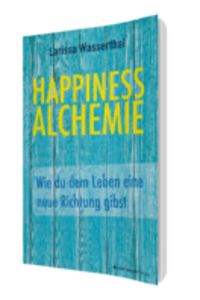 Larissa Wasserthal
HAPPINESS
ALCHEMIE
Wie du dem Leben eine
neue Richtung gibst